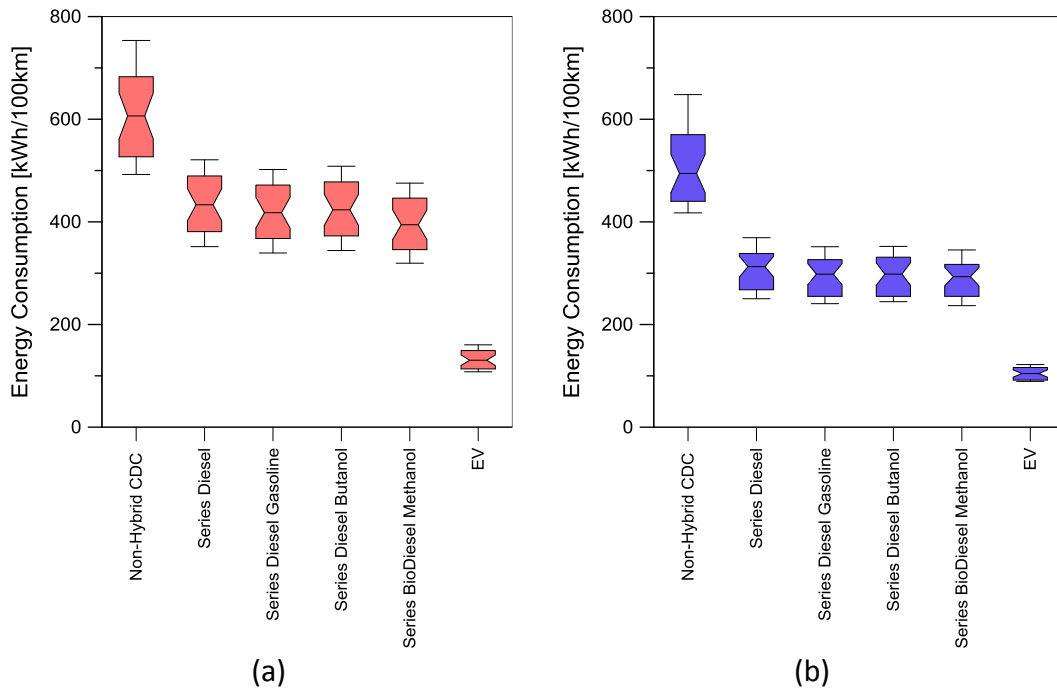 Energy Consumption [kWh/100km]
800
600
400
200
0
Non-Hybrid CDC
Series Diesel
Series Diesel Gasoline
Series Diesel Butanol
Series BioDiesel Methanol
EV
(a)
Energy Consumption [kWh/100km]
800
600
400
200
0
Non-Hybrid CDC
Series Diesel
Series Diesel Gasoline
Series Diesel Butanol
Series BioDiesel Methanol
EV
(b)